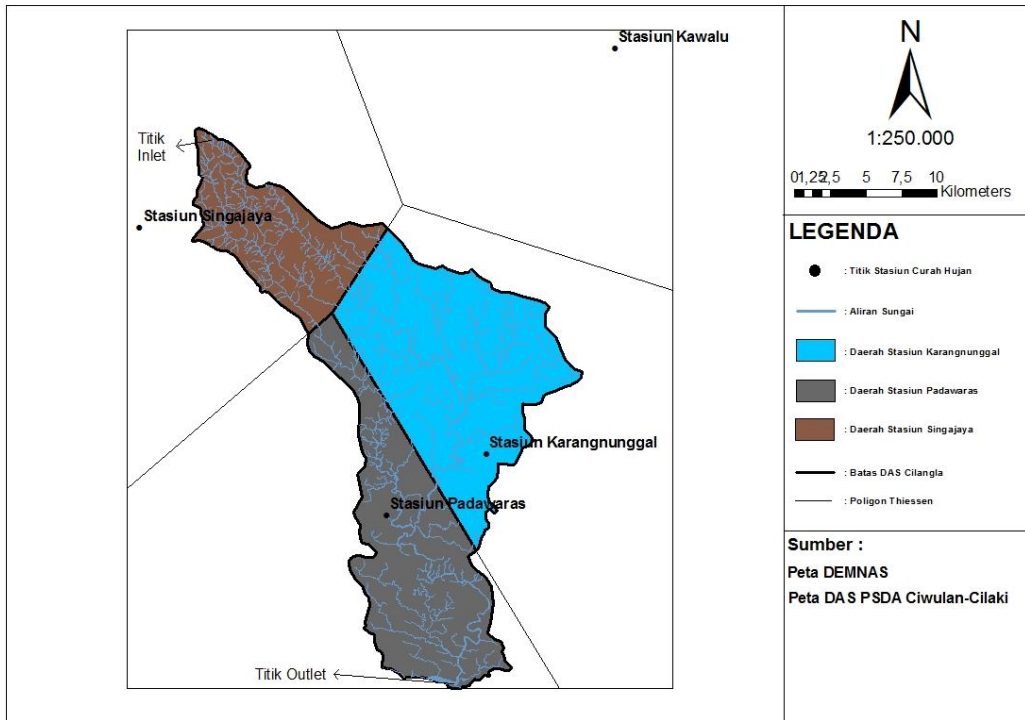 Stasiun Kawalu
Titik
Inlet
Stasiun Singajaya
Stasiun Karangnunggal
Stasiun Padawaras
Titik Outlet
N
1:250.000
0 1,25 2,5 5 7,5 10
Kilometers
LEGENDA
: Titik Stasiun Curah Hujan
: Aliran Sungai
: Daerah Stasiun Karangnunggal
: Daerah Stasiun Padawaras
: Daerah Stasiun Singajaya
: Batas DAS Cilangla
: Poligon Thiessen
Sumber :
Peta DEMNAS
Peta DAS PSDA Ciwulan-Cilaki